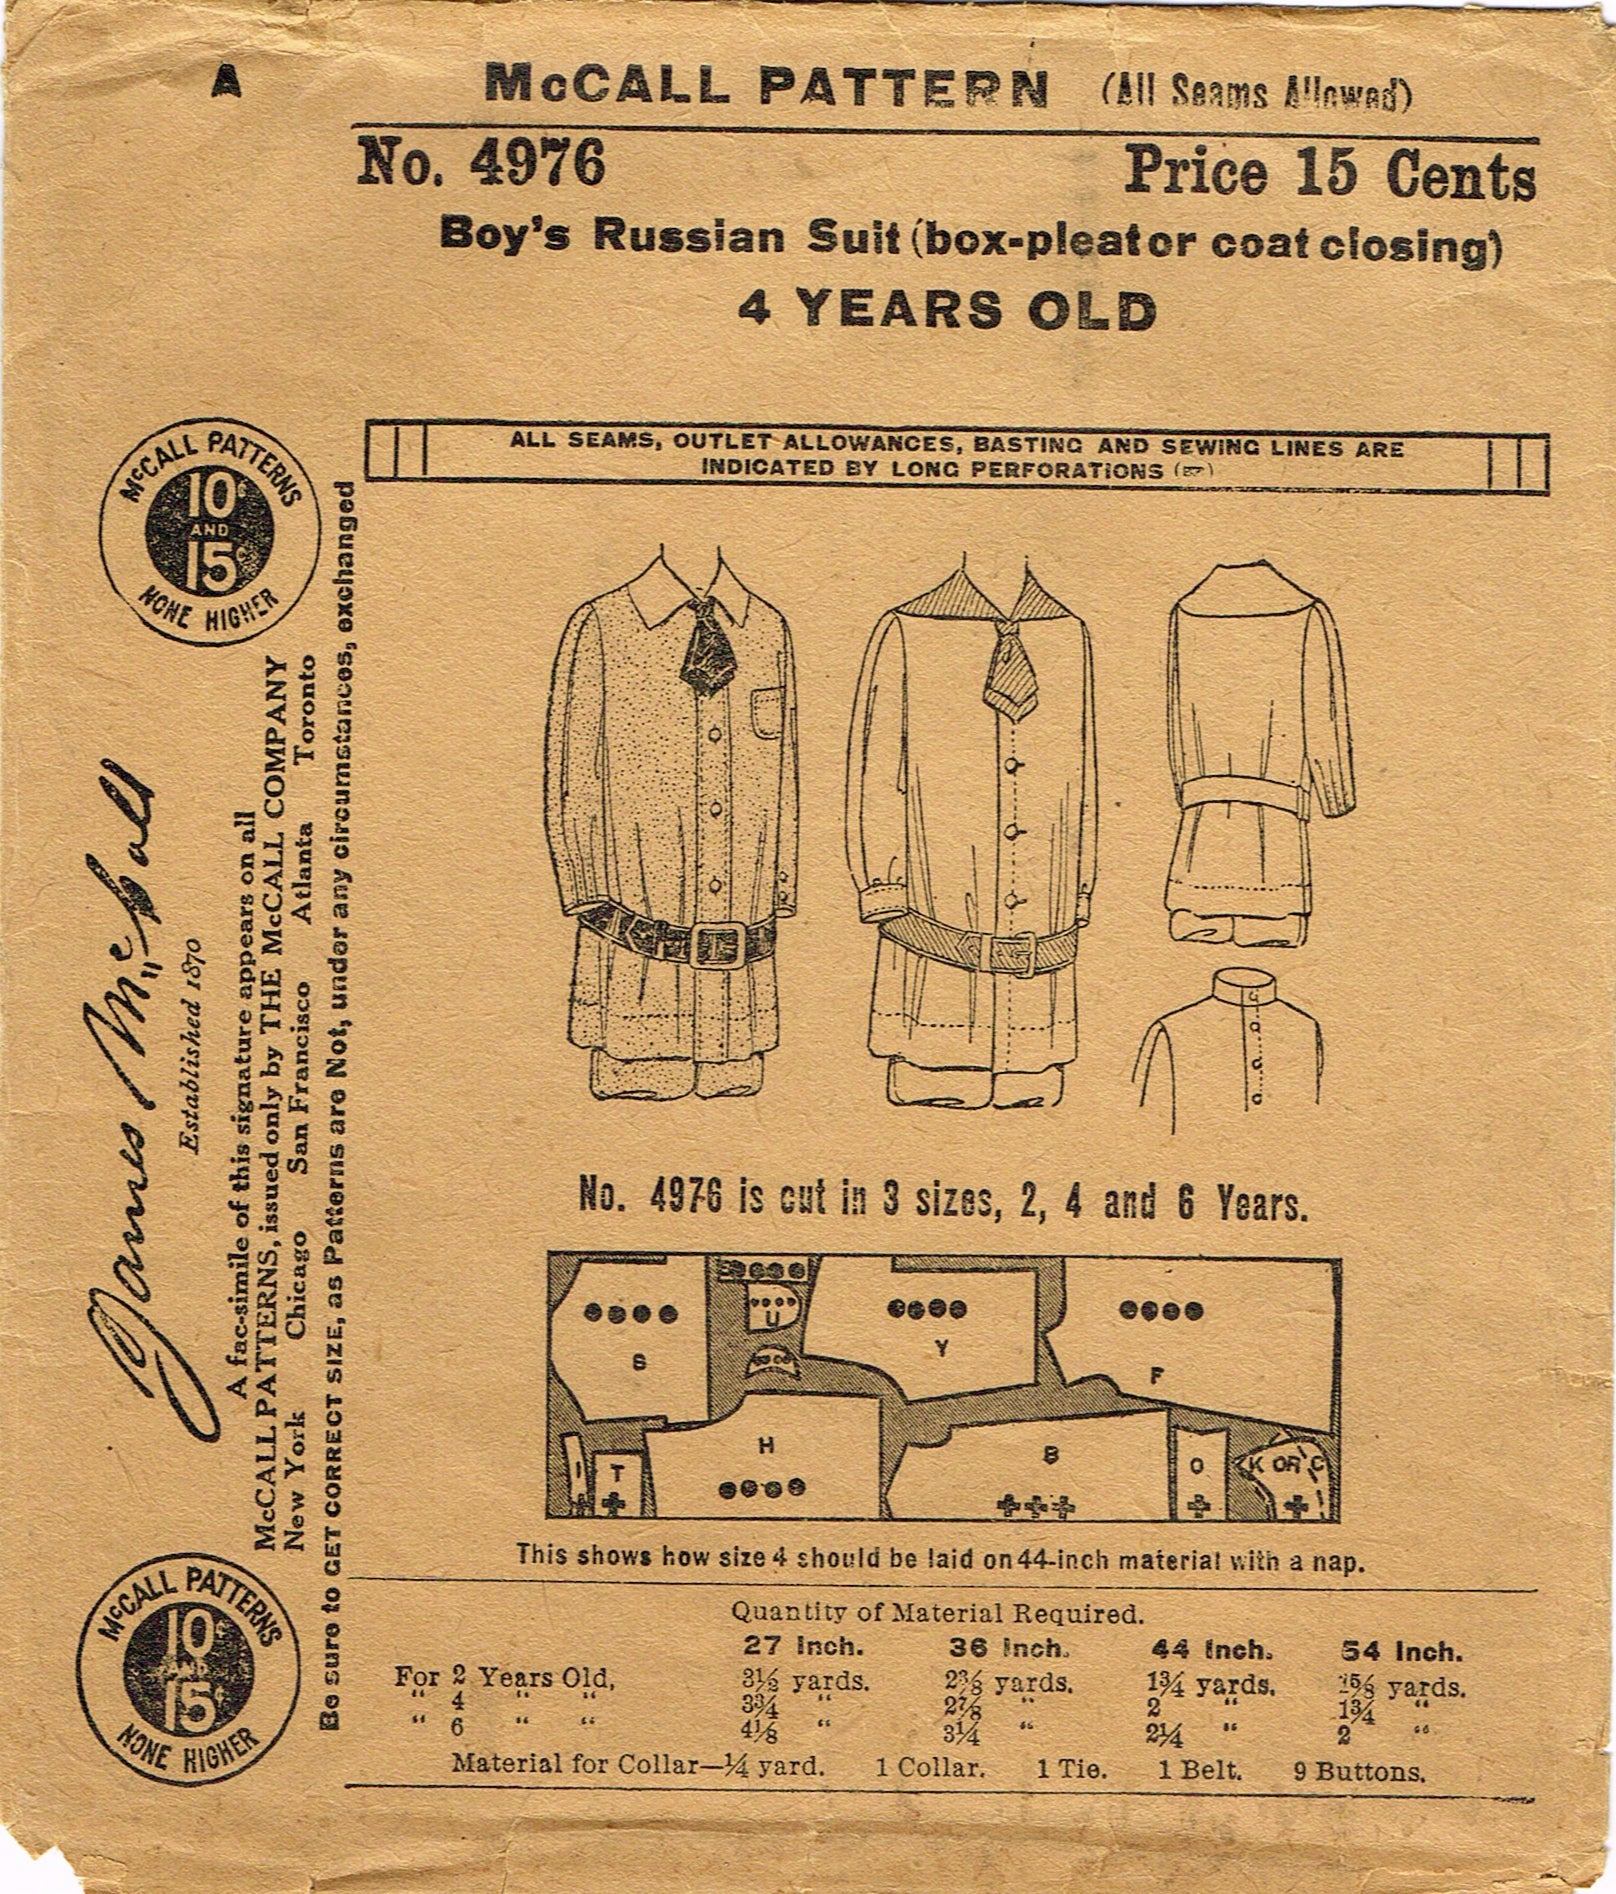 A
McCALL PATTERN (All Seams Allowed)
No. 4976 Price 15 Cents
Boy's Russian Suit (box-pleat or coat closing)
4 YEARS OLD
ALL SEAMS, OUTLET ALLOWANCES, BASTING AND SEWING LINES ARE
INDICATED BY LONG PERFORATIONS
McCALL PATTERNS
10¢
AND
15¢
NONE HIGHER
James McCall
Established 1870
A fac-simile of this signature appears on all
McCALL PATTERNS, issued only by THE McCALL COMPANY
New York Chicago San Francisco Atlanta Toronto
Be sure to GET CORRECT SIZE, as Patterns are Not, under any circumstances, exchanged
McCALL PATTERNS
10¢
AND
15¢
NONE HIGHER
No. 4976 is cut in 3 sizes, 2, 4 and 6 Years.
S
U
Y
F
I
T
H
B
O
K OR C
This shows how size 4 should be laid on 44-inch material with a nap.
Quantity of Material Required.
27 Inch. 36 Inch. 44 Inch. 54 Inch.
For 2 Years Old, 3½ yards. 2⅜ yards. 1¾ yards. 1⅝ yards.
" 4 " " 3¾ " 2⅞ " 2 " 1¾ "
" 6 " " 4⅛ " 3¼ " 2¼ " 2 "
Material for Collar—¼ yard. 1 Collar. 1 Tie. 1 Belt. 9 Buttons.